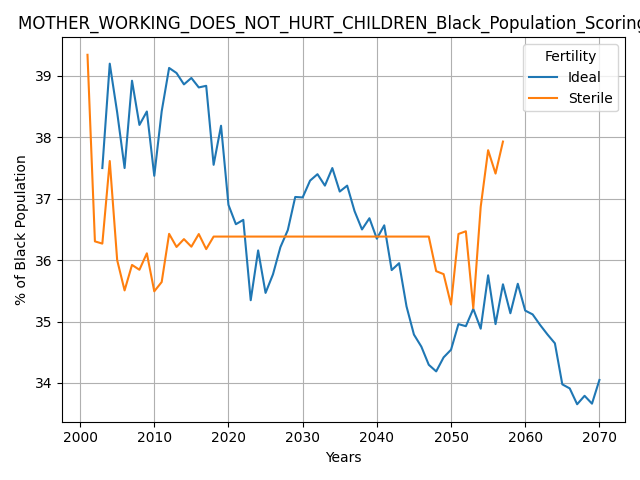 MOTHER_WORKING_DOES_NOT_HURT_CHILDREN_Black_Population_Scoring
Fertility
Ideal
Sterile
39
38
37
36
35
34
% of Black Population
2000 2010 2020 2030 2040 2050 2060 2070
Years